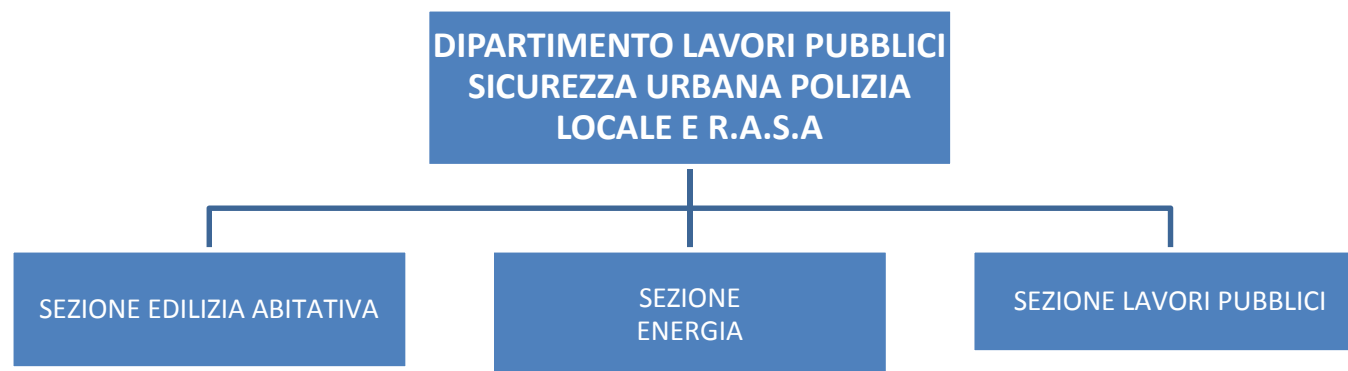 DIPARTIMENTO LAVORI PUBBLICI
SICUREZZA URBANA POLIZIA
LOCALE E R.A.S.A
SEZIONE EDILIZIA ABITATIVA
SEZIONE
ENERGIA
SEZIONE LAVORI PUBBLICI